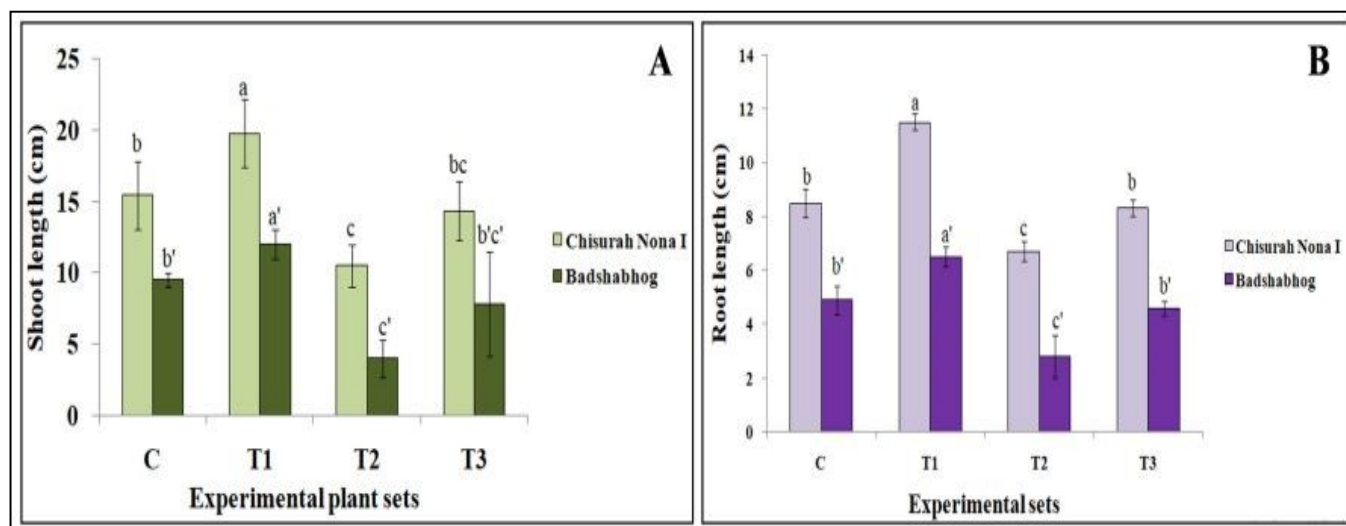 A
25
20
15
10
5
0
Shoot length (cm)
b
b'
a
a'
c
c'
bc
b'c'
Chisurah Nona I
Badshabhog
C T1 T2 T3
Experimental plant sets
B
14
12
10
8
6
4
2
0
Root length (cm)
b
b'
a
a'
c
c'
b
b'
Chisurah Nona I
Badshabhog
C T1 T2 T3
Experimental sets